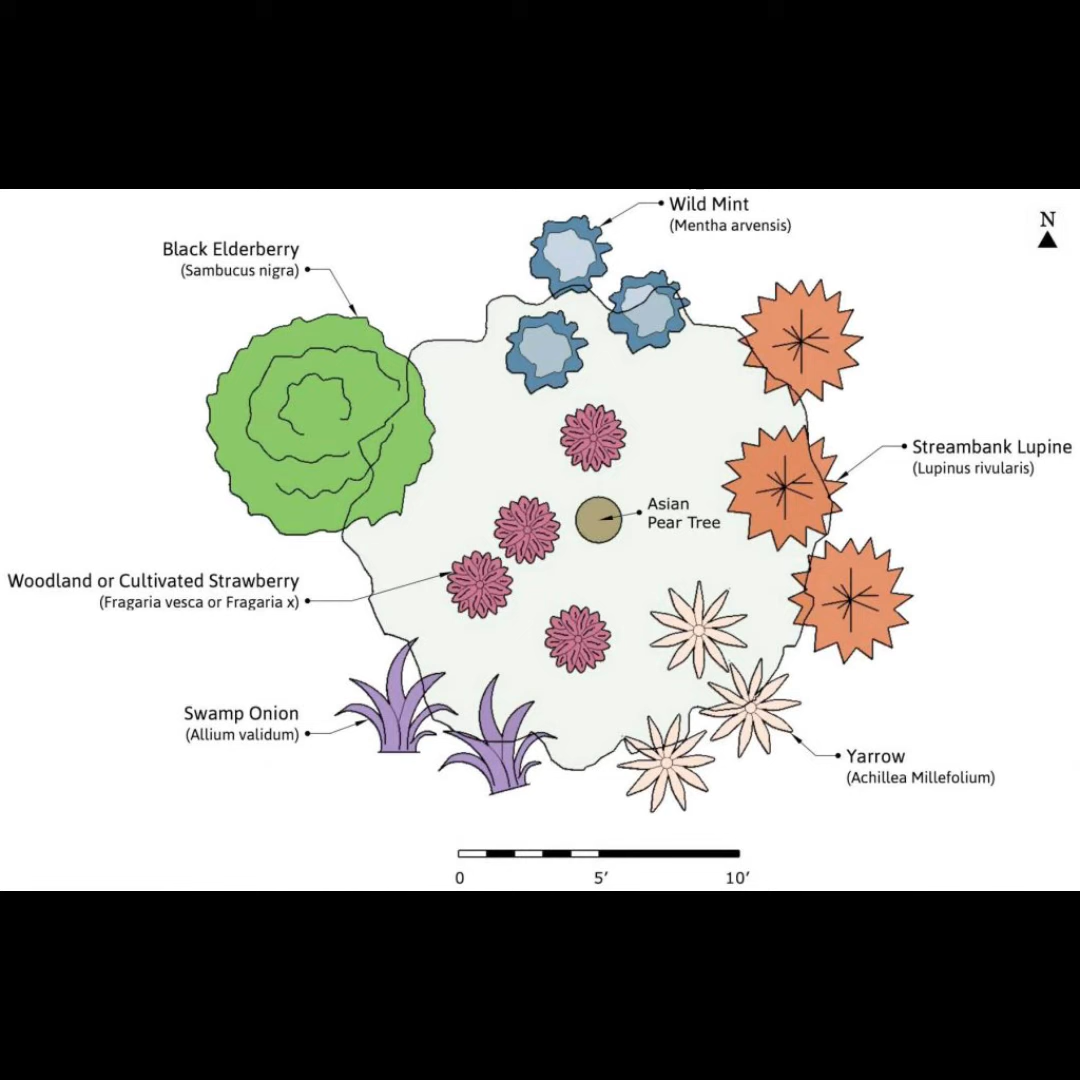 Wild Mint
(Mentha arvensis)
N
Black Elderberry
(Sambucus nigra)
Streambank Lupine
(Lupinus rivularis)
Asian
Pear Tree
Woodland or Cultivated Strawberry
(Fragaria vesca or Fragaria x)
Swamp Onion
(Allium validum)
Yarrow
(Achillea Millefolium)
0 5’ 10’